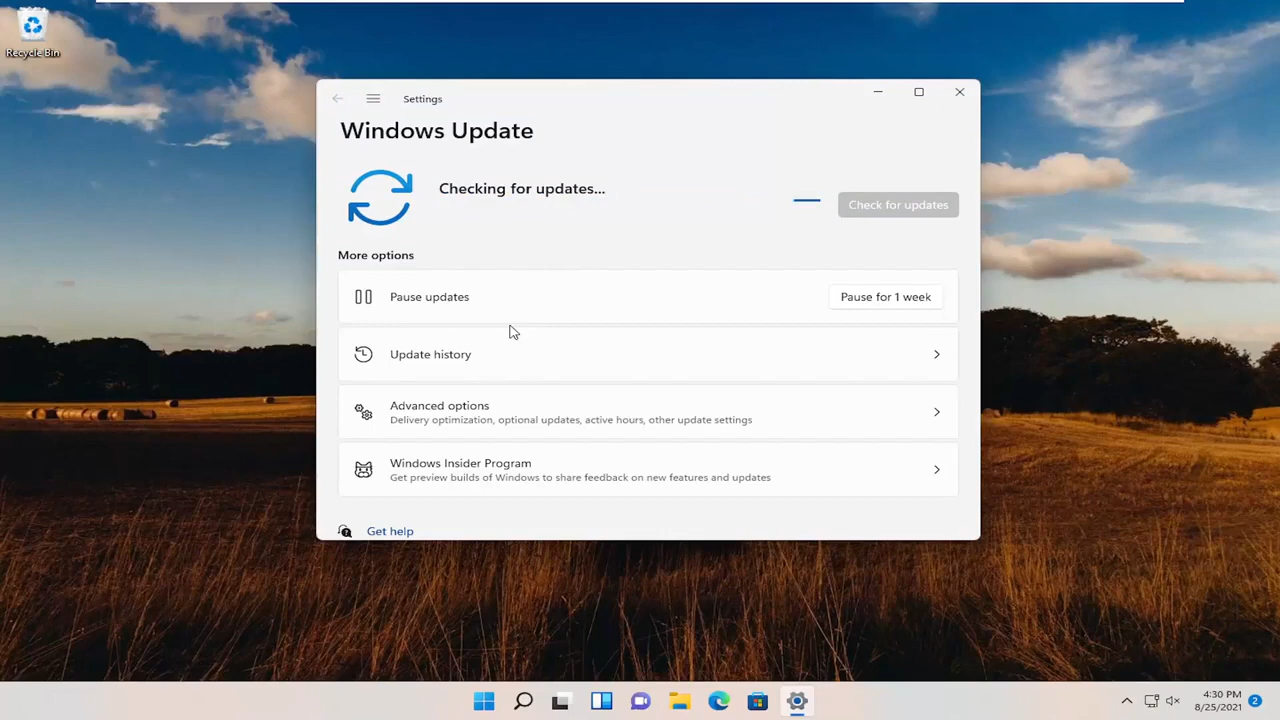 Recycle Bin
Settings
Windows Update
Checking for updates...
Check for updates
More options
Pause updates
Pause for 1 week
Update history
Advanced options
Delivery optimization, optional updates, active hours, other update settings
Windows Insider Program
Get preview builds of Windows to share feedback on new features and updates
Get help
4:30 PM
8/25/2021
2